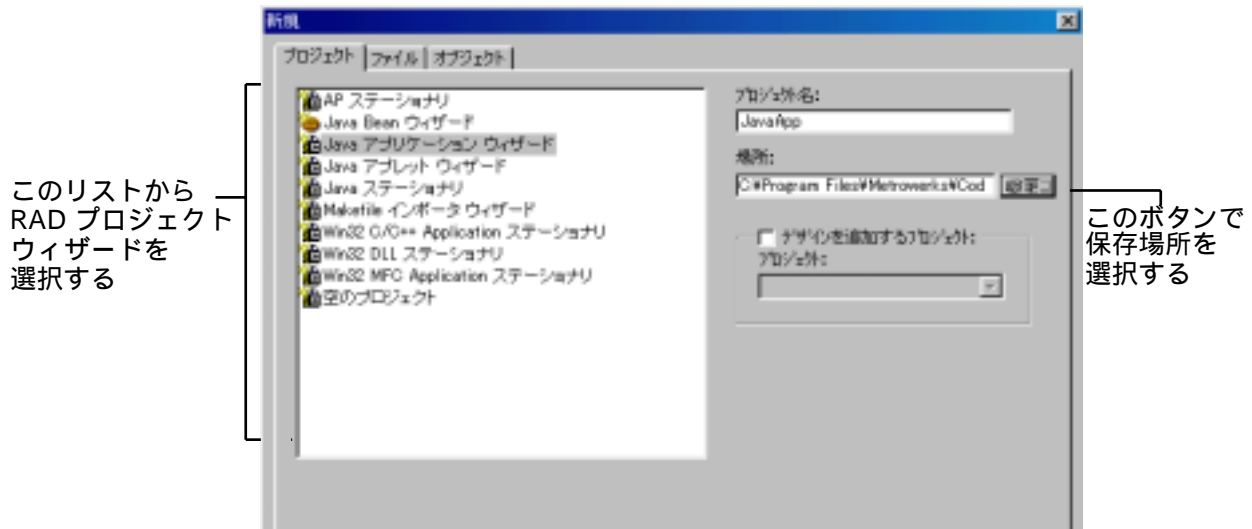 新規
プロジェクト
ファイル
オブジェクト
AP ステーショナリ
Java Bean ウィザード
Java アプリケーション ウィザード
Java アプレット ウィザード
Java ステーショナリ
Makefile インポータ ウィザード
Win32 C/C++ Application ステーショナリ
Win32 DLL ステーショナリ
Win32 MFC Application ステーショナリ
空のプロジェクト
プロジェクト名:
JavaApp
場所:
C:¥Program Files¥Metrowerks¥Cod
デザインを追加するプロジェクト:
プロジェクト:
このリストから
RAD プロジェクト
ウィザードを
選択する
このボタンで
保存場所を
選択する